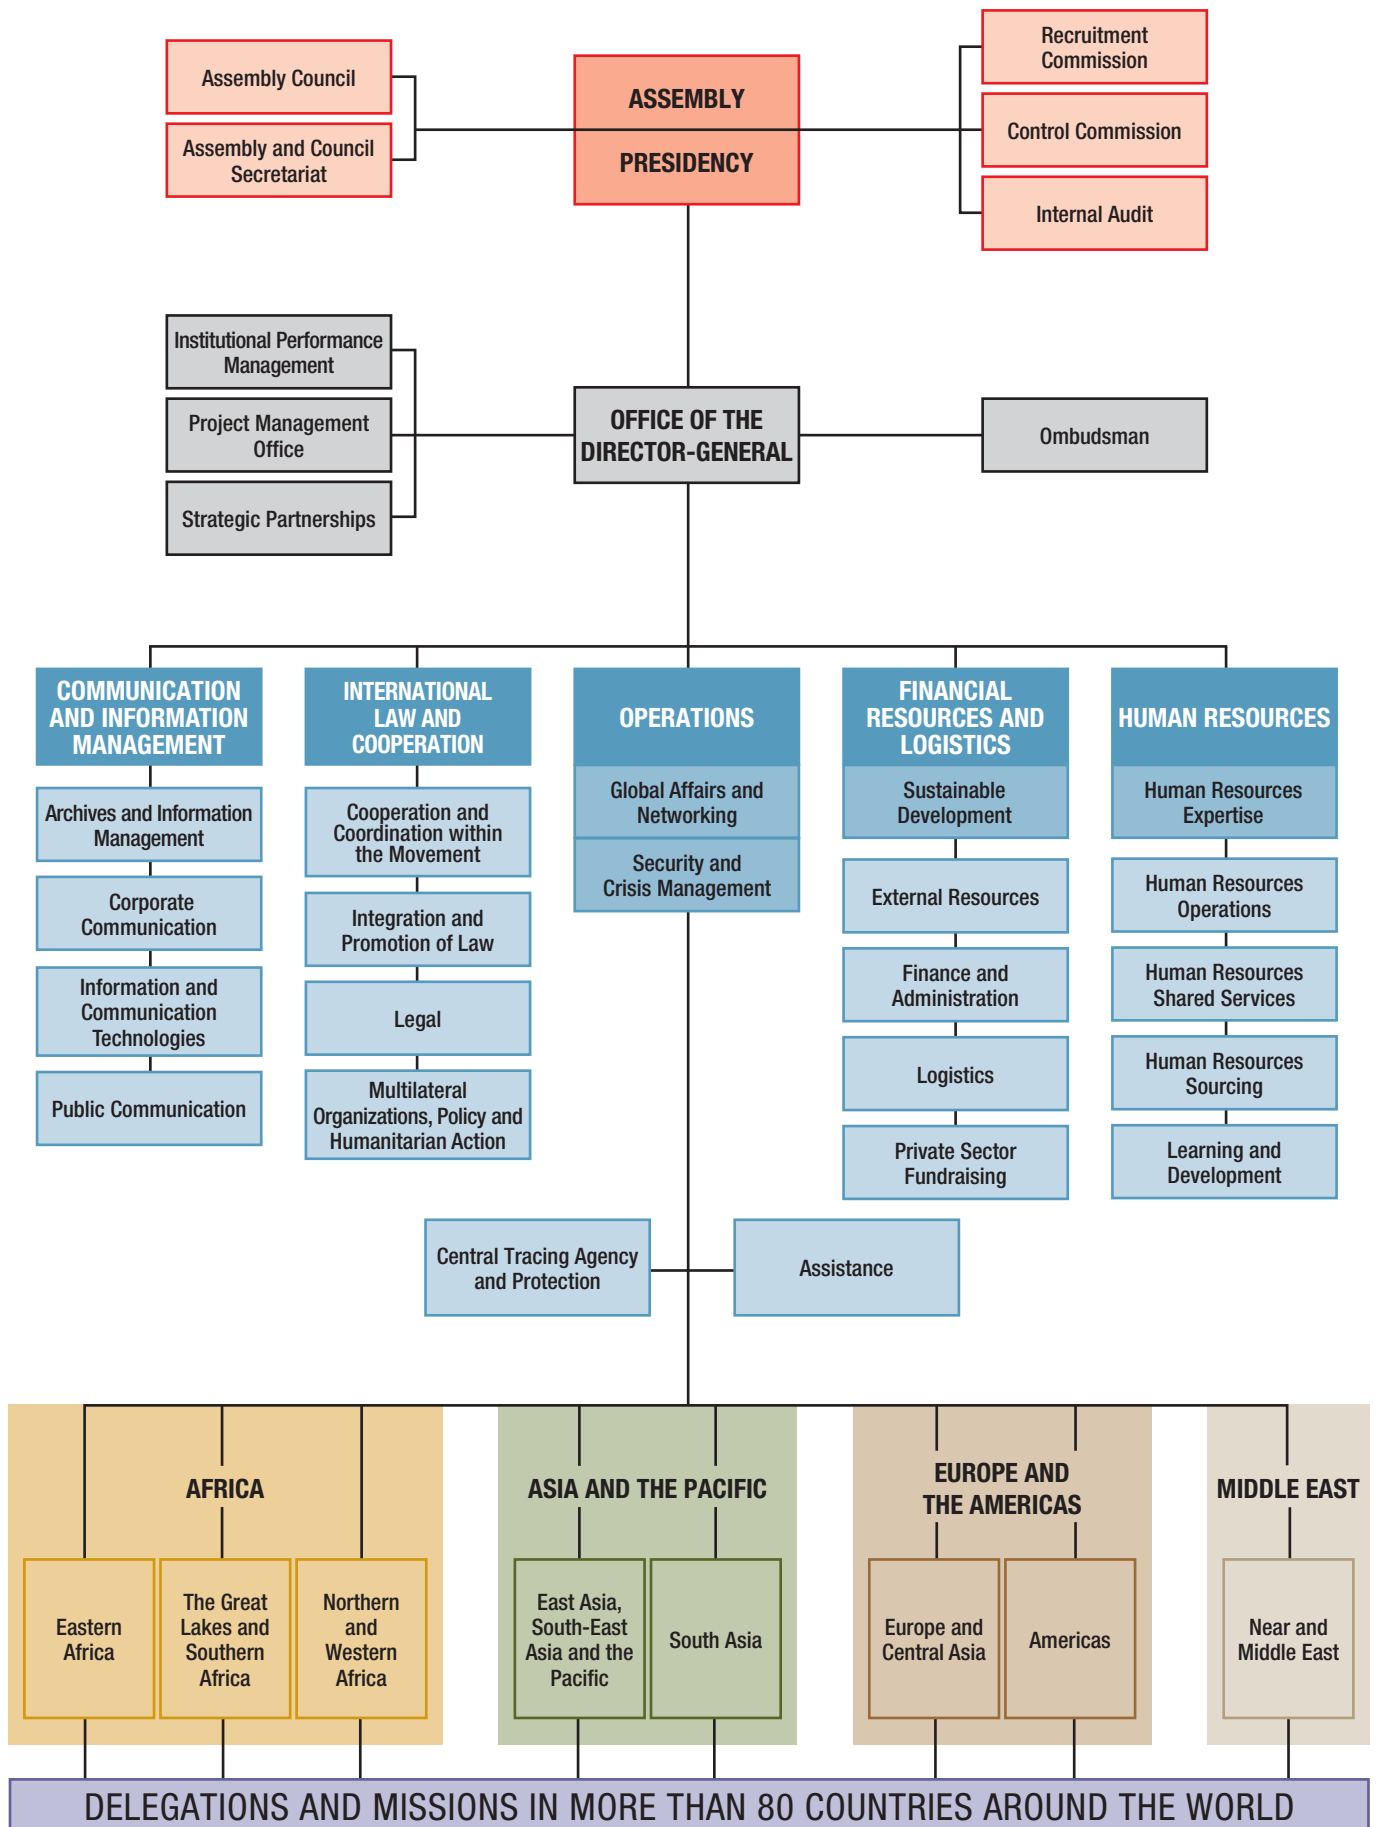 Assembly Council
Assembly and Council
Secretariat
ASSEMBLY
PRESIDENCY
Recruitment
Commission
Control Commission
Internal Audit
Institutional Performance
Management
Project Management
Office
Strategic Partnerships
OFFICE OF THE
DIRECTOR-GENERAL
Ombudsman
COMMUNICATION
AND INFORMATION
MANAGEMENT
Archives and Information
Management
Corporate
Communication
Information and
Communication
Technologies
Public Communication
INTERNATIONAL
LAW AND
COOPERATION
Cooperation and
Coordination within
the Movement
Integration and
Promotion of Law
Legal
Multilateral
Organizations, Policy and
Humanitarian Action
OPERATIONS
Global Affairs and
Networking
Security and
Crisis Management
FINANCIAL
RESOURCES AND
LOGISTICS
Sustainable
Development
External Resources
Finance and
Administration
Logistics
Private Sector
Fundraising
HUMAN RESOURCES
Human Resources
Expertise
Human Resources
Operations
Human Resources
Shared Services
Human Resources
Sourcing
Learning and
Development
Central Tracing Agency
and Protection
Assistance
AFRICA
Eastern
Africa
The Great
Lakes and
Southern
Africa
Northern
and
Western
Africa
ASIA AND THE PACIFIC
East Asia,
South-East
Asia and the
Pacific
South Asia
EUROPE AND
THE AMERICAS
Europe and
Central Asia
Americas
MIDDLE EAST
Near and
Middle East
DELEGATIONS AND MISSIONS IN MORE THAN 80 COUNTRIES AROUND THE WORLD